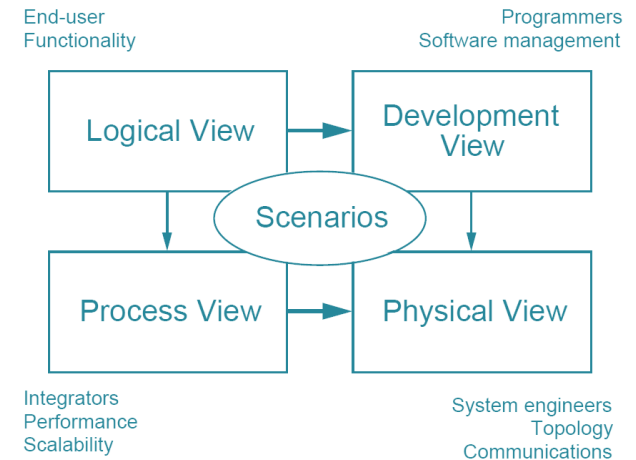 End-user
Functionality
Programmers
Software management
Logical View
Development
View
Scenarios
Process View
Physical View
Integrators
Performance
Scalability
System engineers
Topology
Communications